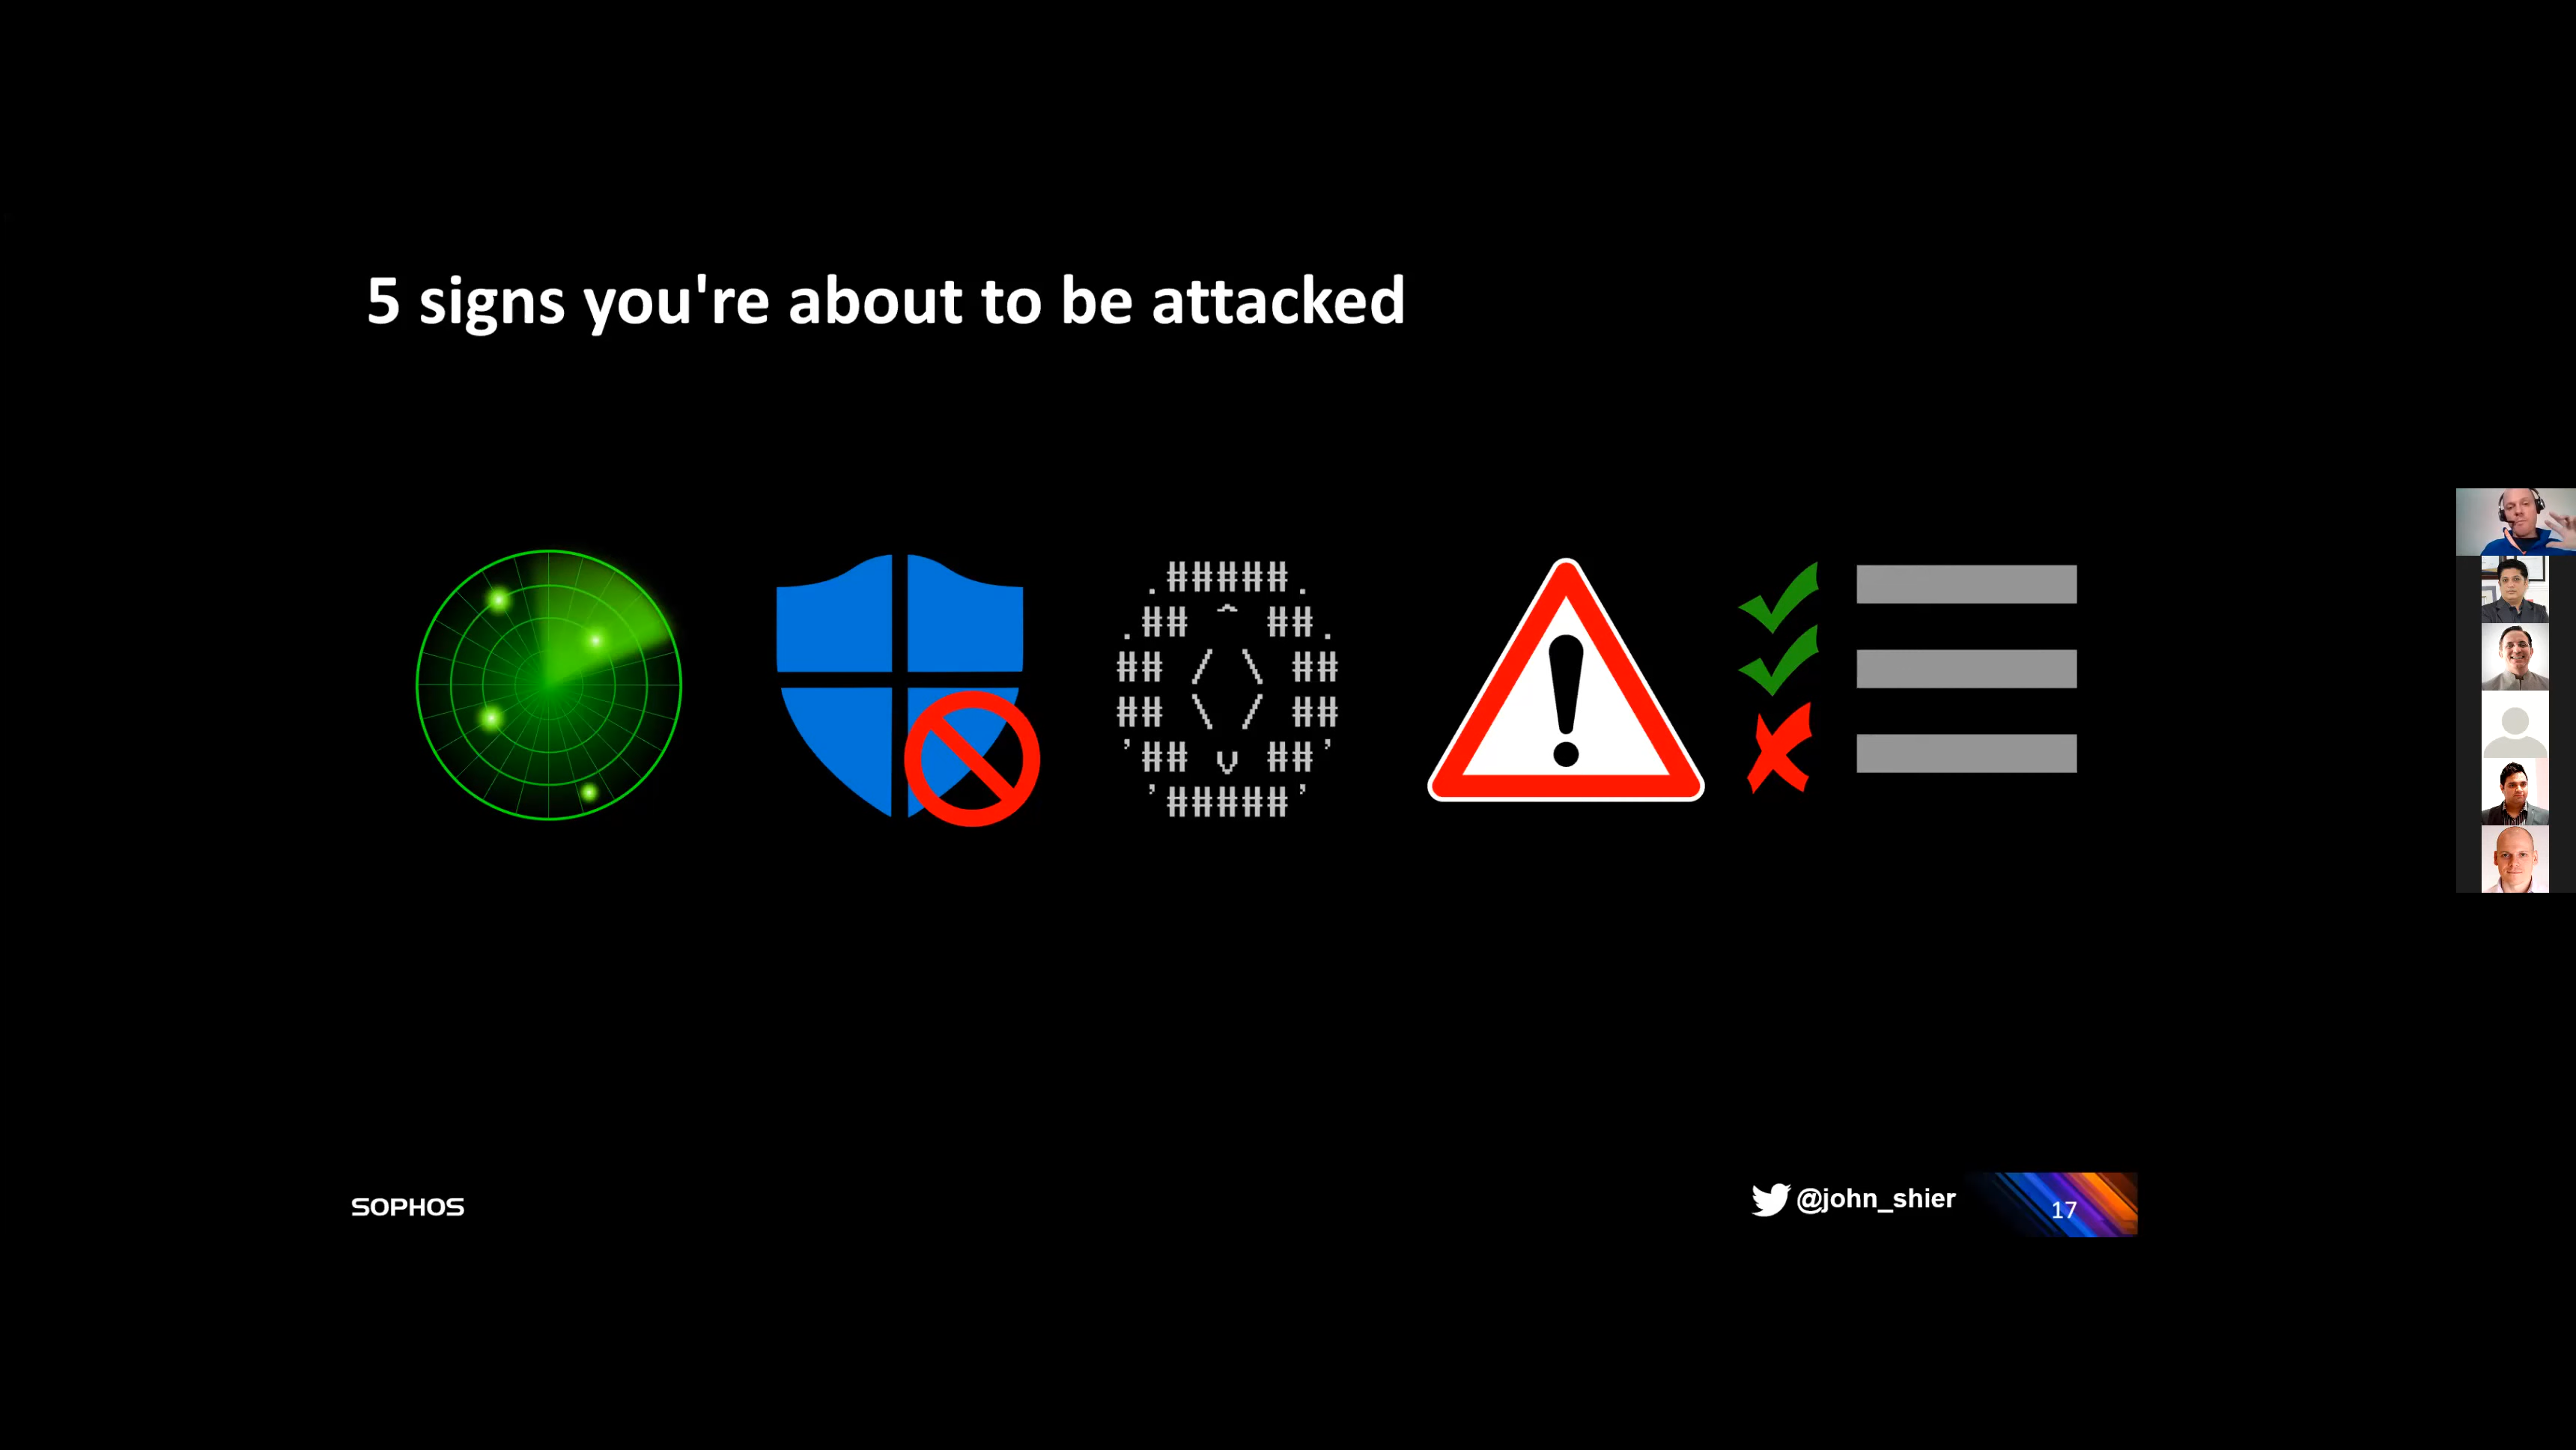 5 signs you're about to be attacked
.#####.
.## ^ ##.
## / \ ##
## \ / ##
'## v ##'
'#####'
SOPHOS
@john_shier
17